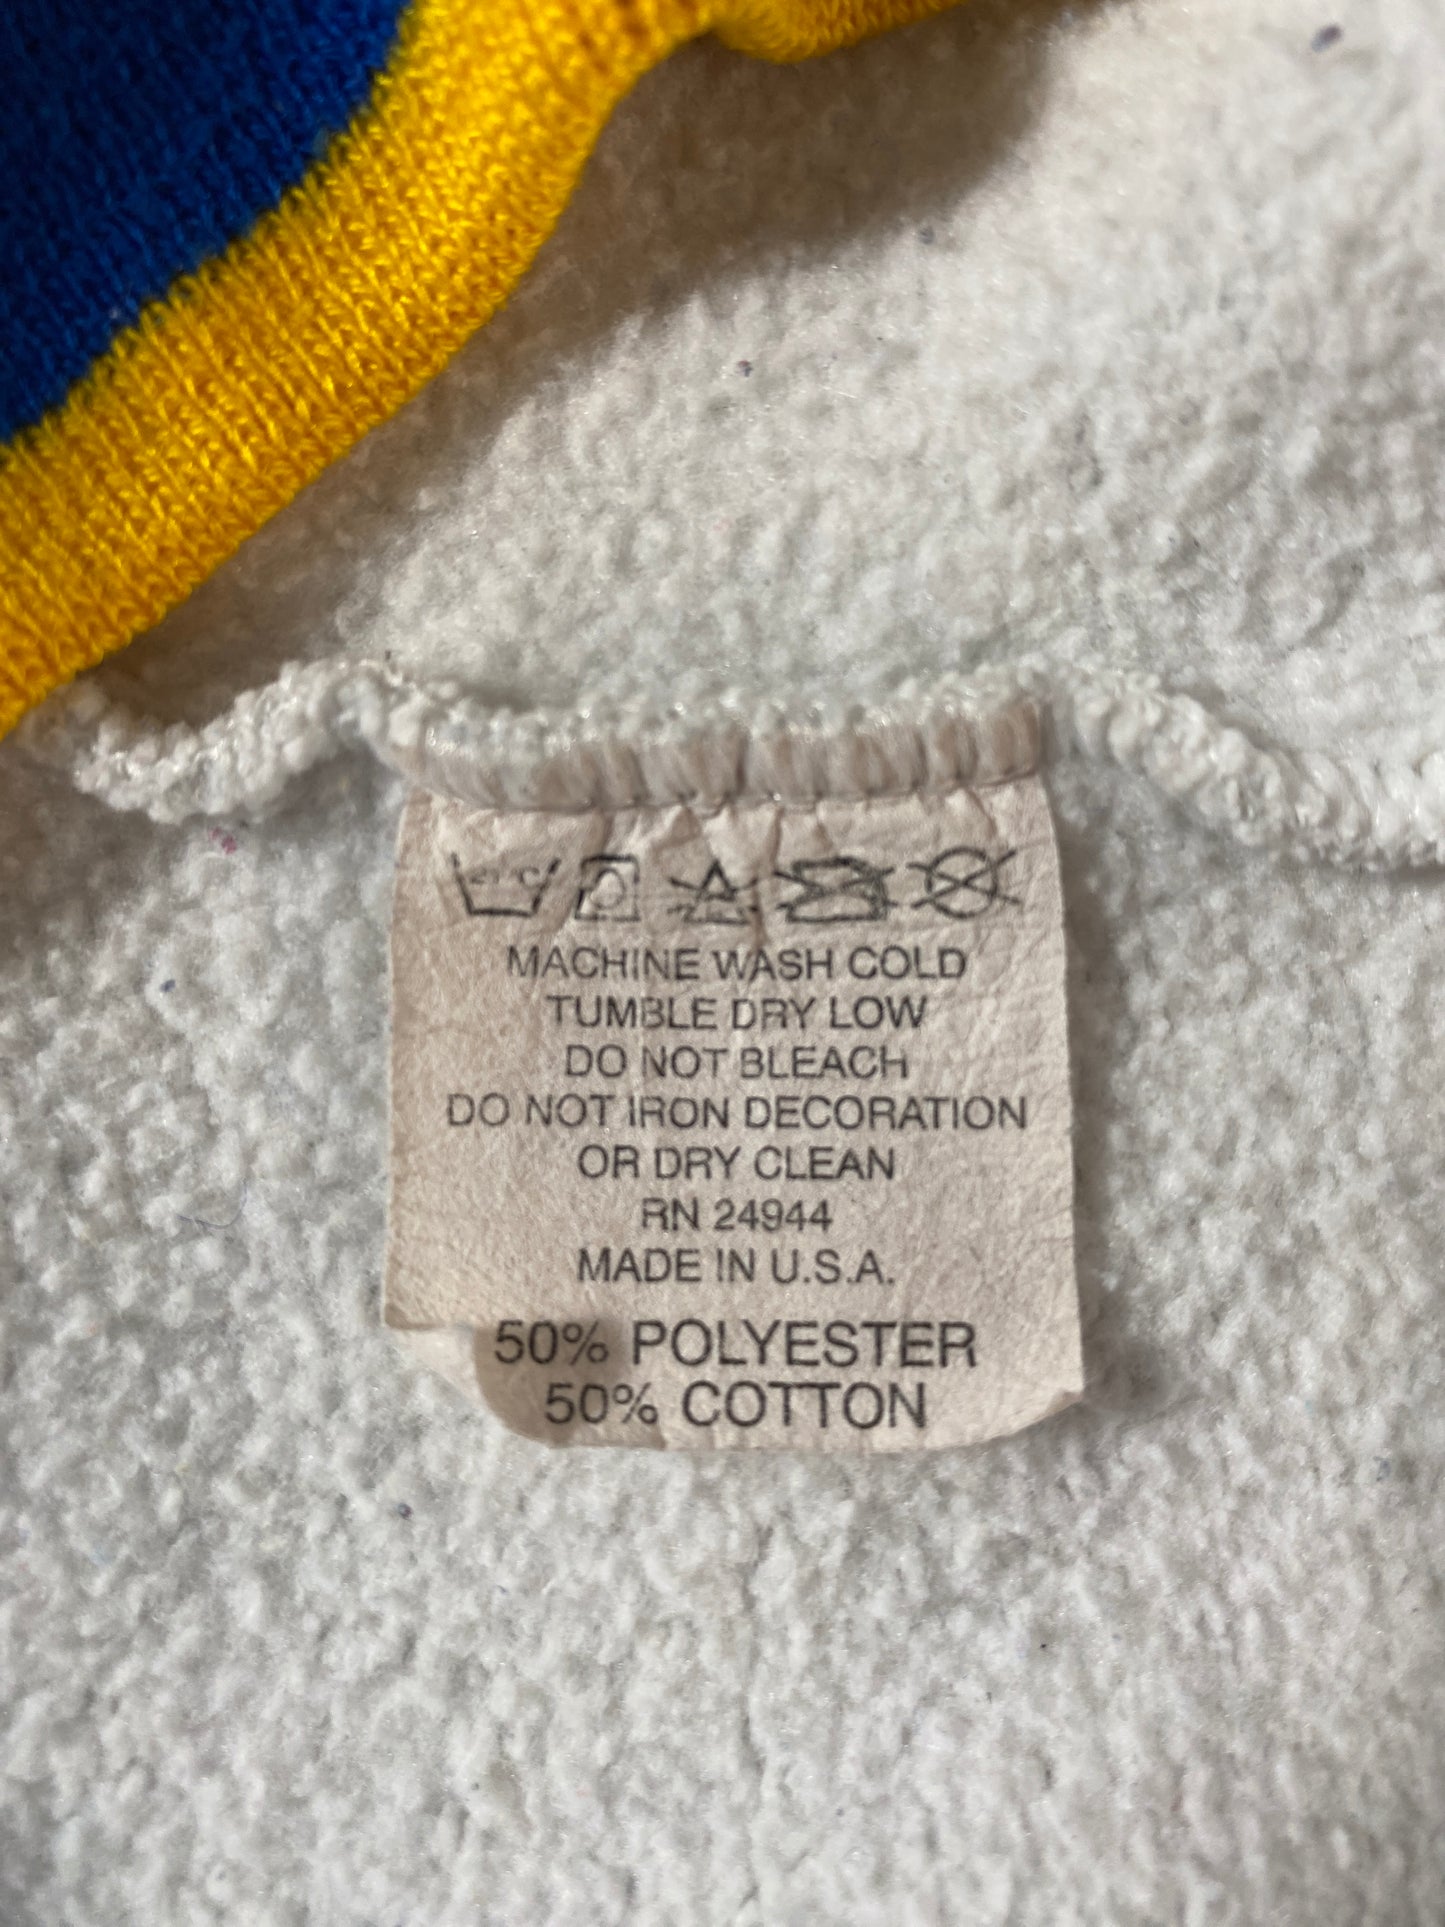 MACHINE WASH COLD
TUMBLE DRY LOW
DO NOT BLEACH
DO NOT IRON DECORATION
OR DRY CLEAN
RN 24944
MADE IN U.S.A.
50% POLYESTER
50% COTTON